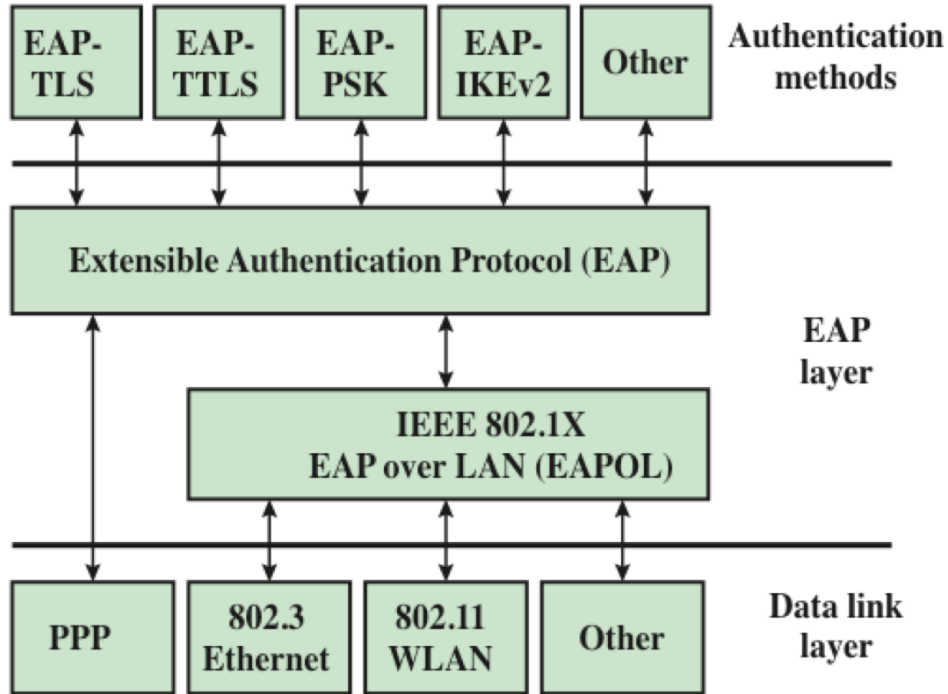 EAP-
TLS
EAP-
TTLS
EAP-
PSK
EAP-
IKEv2
Other
Authentication
methods
Extensible Authentication Protocol (EAP)
EAP
layer
IEEE 802.1X
EAP over LAN (EAPOL)
PPP
802.3
Ethernet
802.11
WLAN
Other
Data link
layer